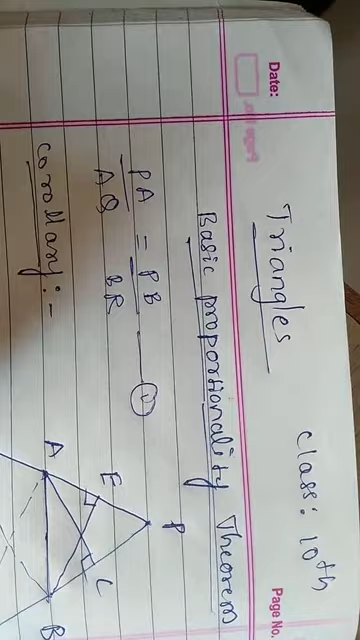 Date:
Page No.
Triangles
Class: 10th
Basic proportionality Theorem
PA = PB — ①
AQ BR
Corollary:-
P
E
C
A
B